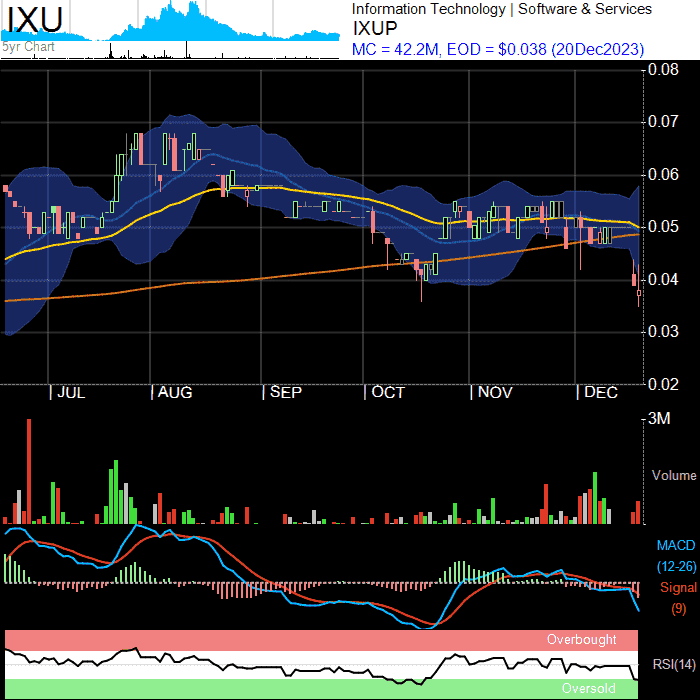 IXU
5yr Chart
Information Technology | Software & Services
IXUP
MC = 42.2M, EOD = $0.038 (20Dec2023)
0.08
0.07
0.06
0.05
0.04
0.03
0.02
| JUL | AUG | SEP | OCT | NOV | DEC
3M
Volume
MACD
(12-26)
Signal
(9)
Overbought
RSI(14)
Oversold